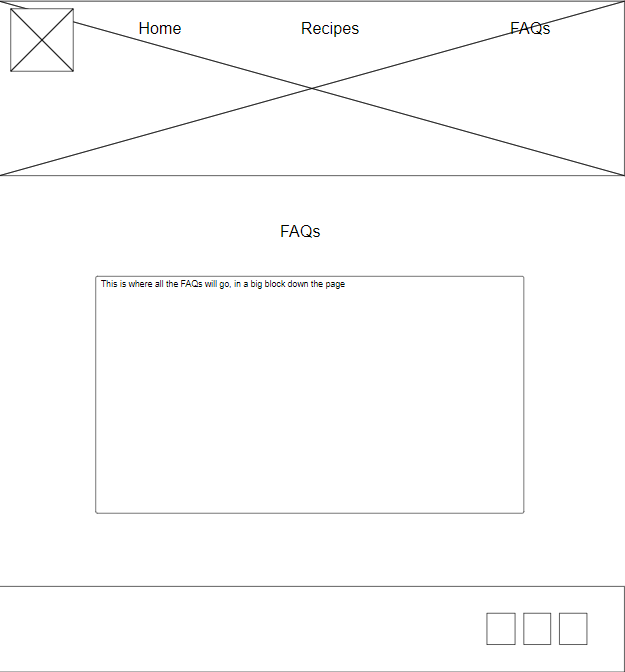 Home Recipes FAQs
FAQs
This is where all the FAQs will go, in a big block down the page